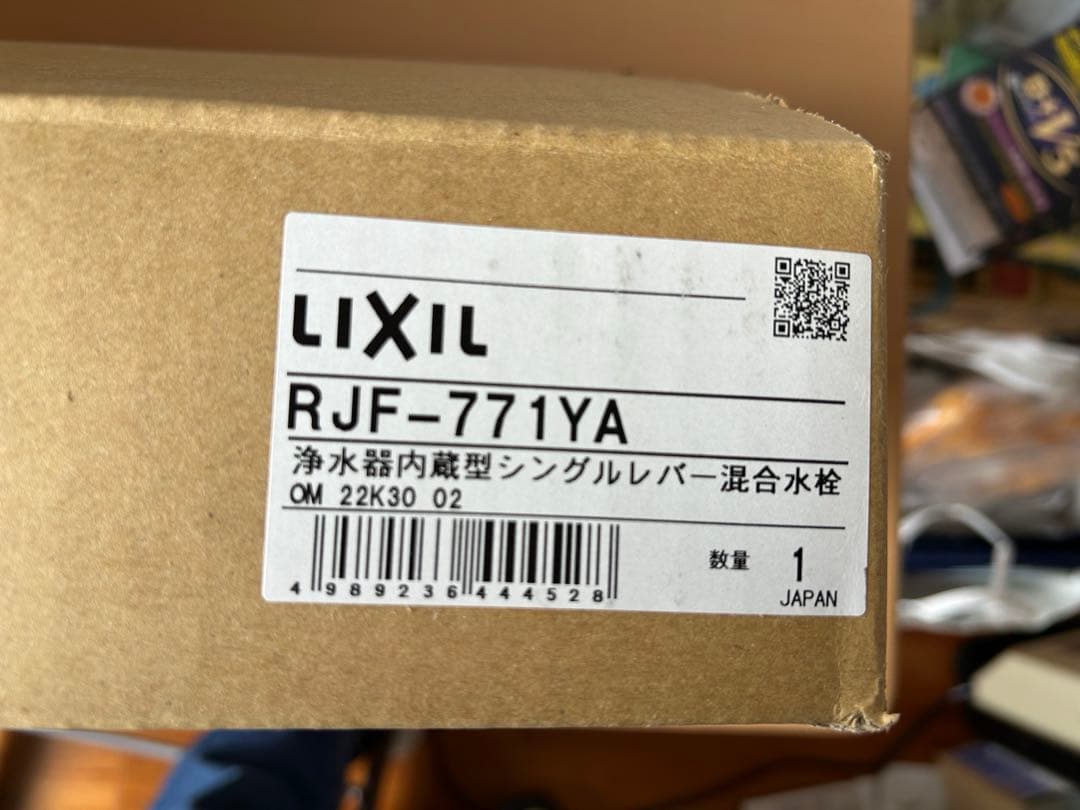 LIXIL
RJF-771YA
浄水器内蔵型シングルレバー混合水栓
OM 22K30 02
4 989236 444528
数量 1
JAPAN